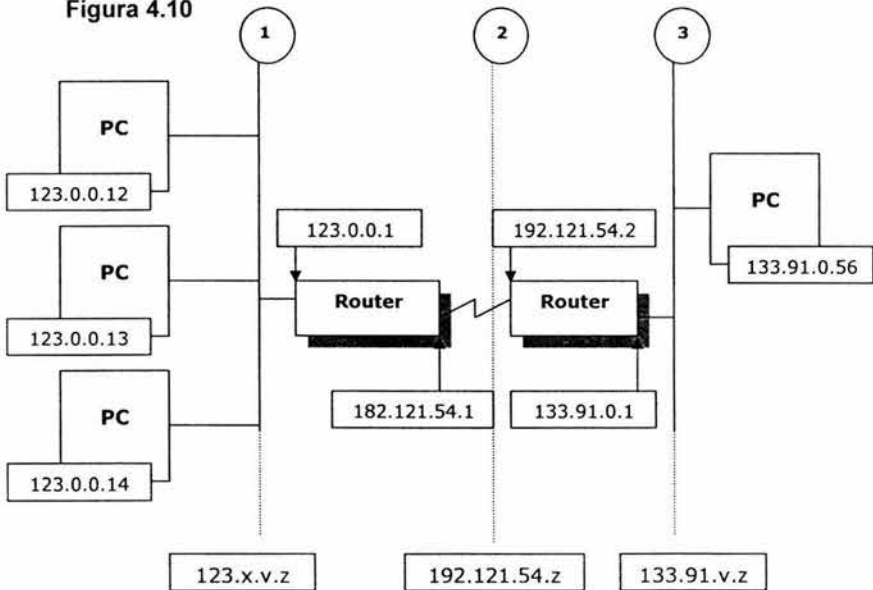 Figura 4.10
1
2
3
PC
123.0.0.12
PC
123.0.0.13
PC
123.0.0.14
123.0.0.1
Router
182.121.54.1
192.121.54.2
Router
133.91.0.1
PC
133.91.0.56
123.x.v.z
192.121.54.z
133.91.v.z